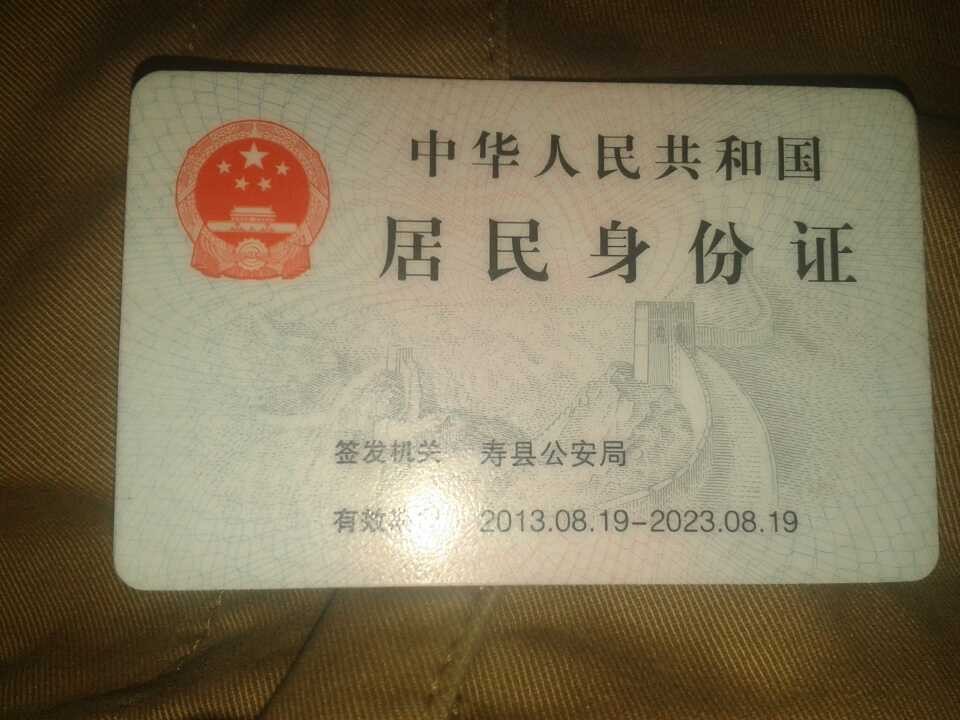 中华人民共和国
居民身份证
签发机关 寿县公安局
有效期 2013.08.19-2023.08.19